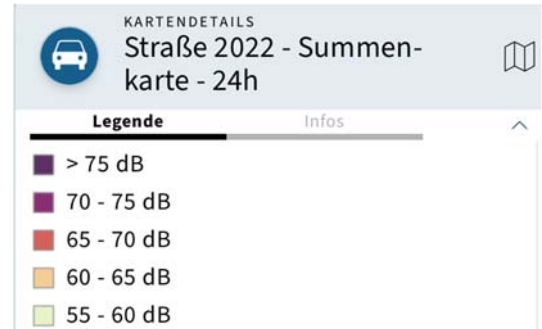 KARTENDETAILS
Straße 2022 - Summen-
karte - 24h
Legende Infos
> 75 dB
70 - 75 dB
65 - 70 dB
60 - 65 dB
55 - 60 dB